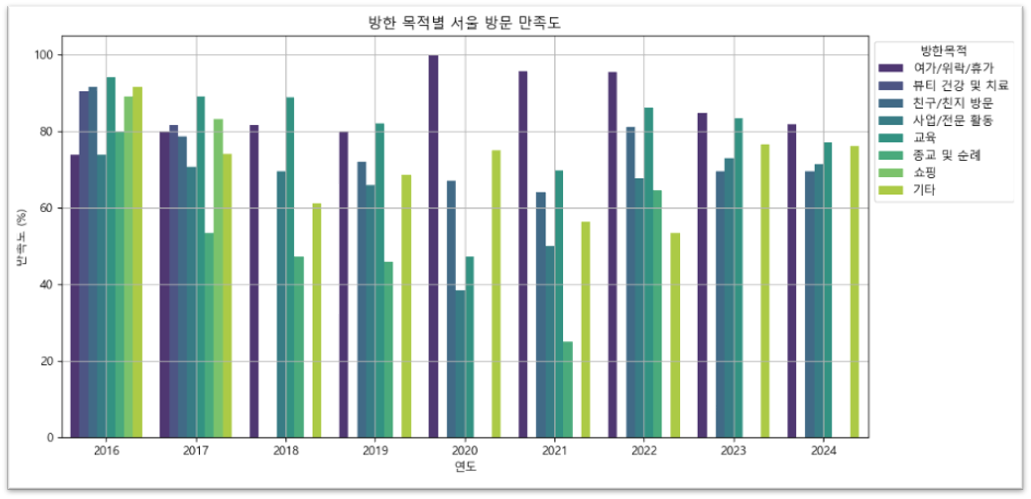 방한 목적별 서울 방문 만족도
방한목적
여가/위락/휴가
뷰티 건강 및 치료
친구/친지 방문
사업/전문 활동
교육
종교 및 순례
쇼핑
기타
만족도 (%)
100
80
60
40
20
0
2016 2017 2018 2019 2020 2021 2022 2023 2024
연도